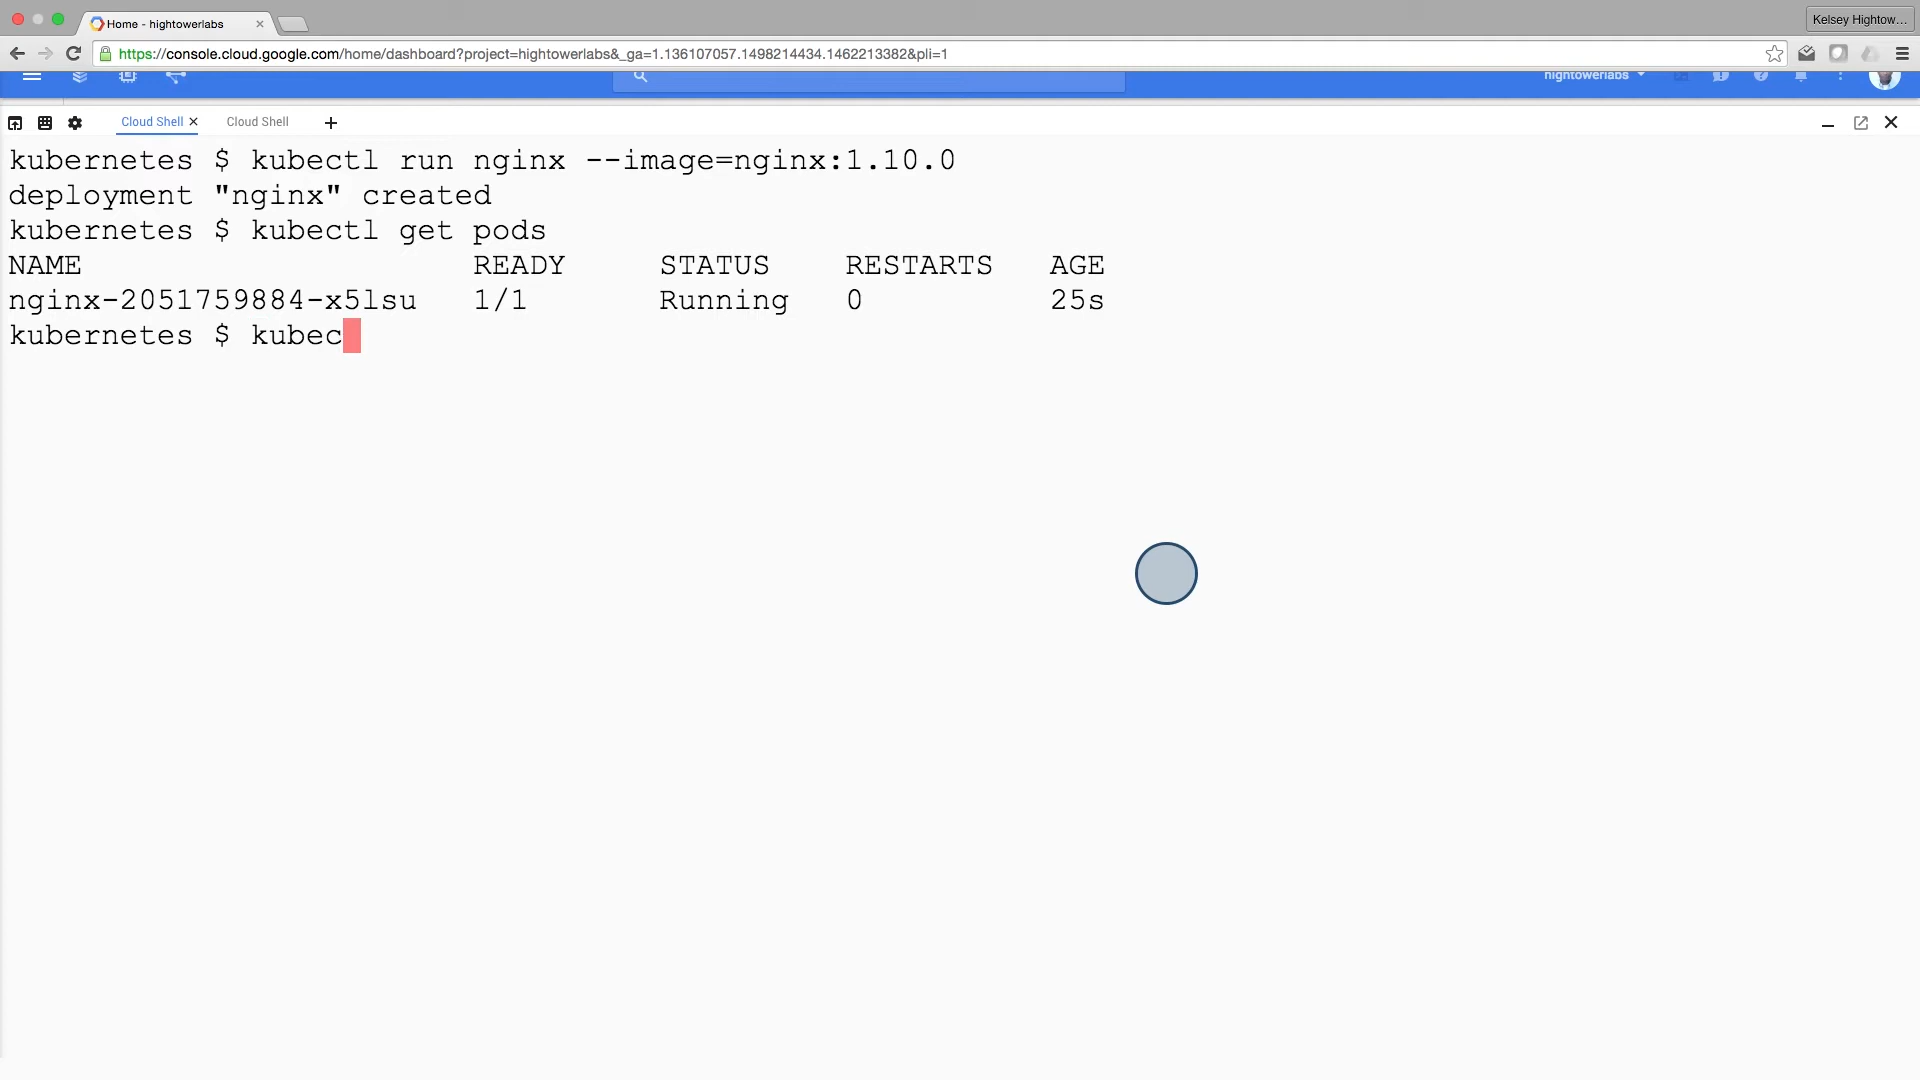 Home - hightowerlabs
Kelsey Hightow...
https://console.cloud.google.com/home/dashboard?project=hightowerlabs&_ga=1.136107057.1498214434.1462213382&pli=1
hightowerlabs
Cloud Shell
Cloud Shell
kubernetes $ kubectl run nginx --image=nginx:1.10.0
deployment "nginx" created
kubernetes $ kubectl get pods
NAME READY STATUS RESTARTS AGE
nginx-2051759884-x5lsu 1/1 Running 0 25s
kubernetes $ kubec